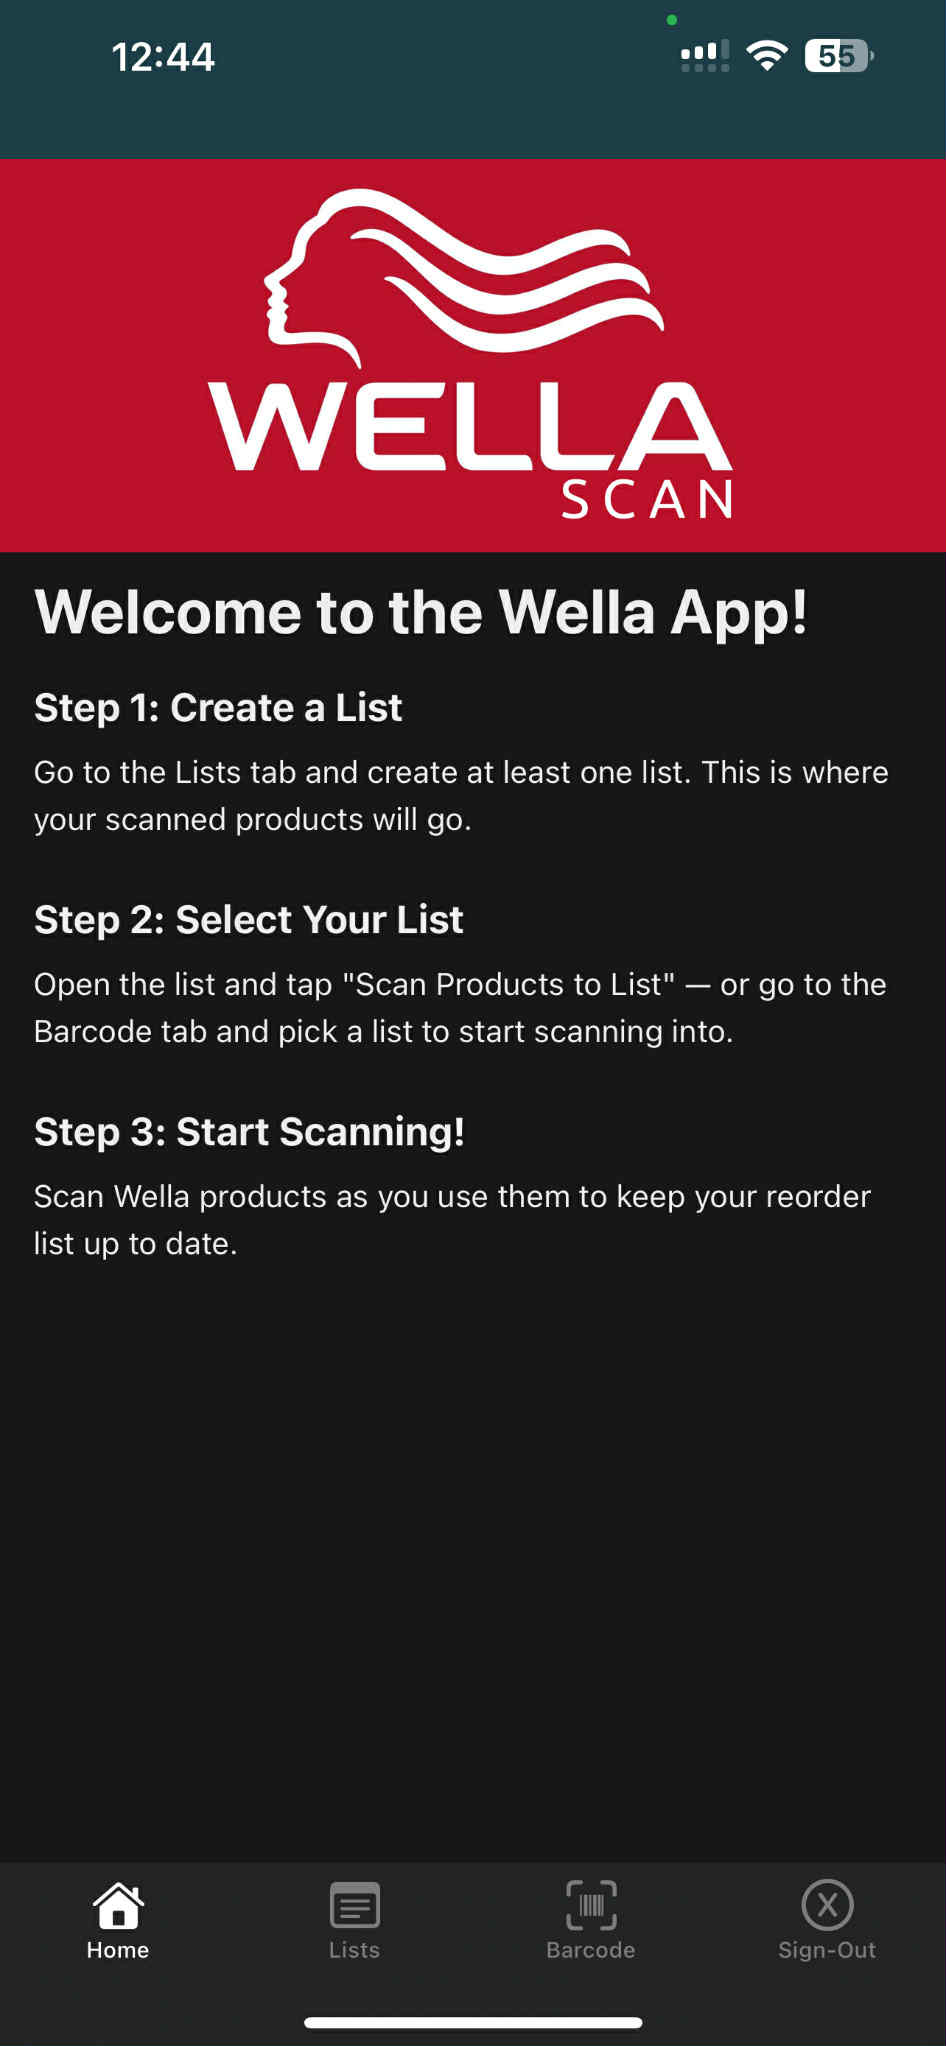 12:44
55
WELLA
SCAN
Welcome to the Wella App!
Step 1: Create a List
Go to the Lists tab and create at least one list. This is where
your scanned products will go.
Step 2: Select Your List
Open the list and tap "Scan Products to List" — or go to the
Barcode tab and pick a list to start scanning into.
Step 3: Start Scanning!
Scan Wella products as you use them to keep your reorder
list up to date.
Home
Lists
Barcode
X
Sign-Out